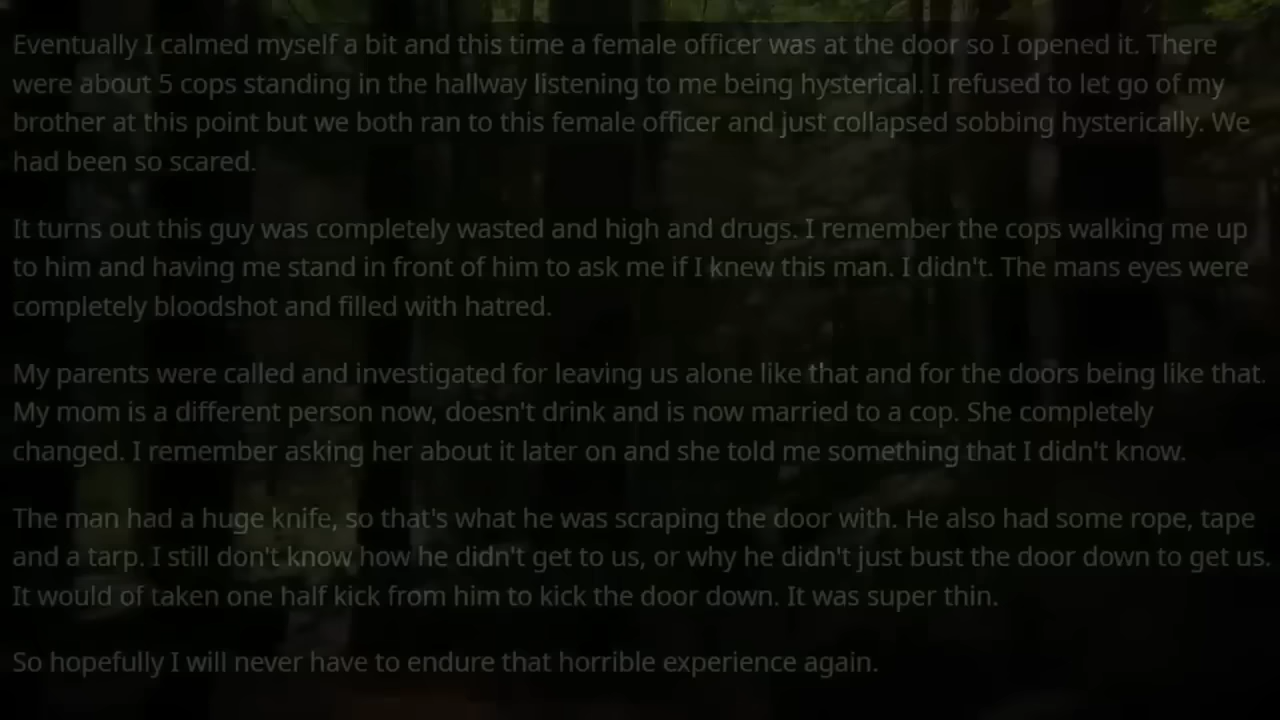 Eventually I calmed myself a bit and this time a female officer was at the door so I opened it. There
were about 5 cops standing in the hallway listening to me being hysterical. I refused to let go of my
brother at this point but we both ran to this female officer and just collapsed sobbing hysterically. We
had been so scared.
It turns out this guy was completely wasted and high and drugs. I remember the cops walking me up
to him and having me stand in front of him to ask me if I knew this man. I didn't. The mans eyes were
completely bloodshot and filled with hatred.
My parents were called and investigated for leaving us alone like that and for the doors being like that.
My mom is a different person now, doesn't drink and is now married to a cop. She completely
changed. I remember asking her about it later on and she told me something that I didn't know.
The man had a huge knife, so that's what he was scraping the door with. He also had some rope, tape
and a tarp. I still don't know how he didn't get to us, or why he didn't just bust the door down to get us.
It would of taken one half kick from him to kick the door down. It was super thin.
So hopefully I will never have to endure that horrible experience again.